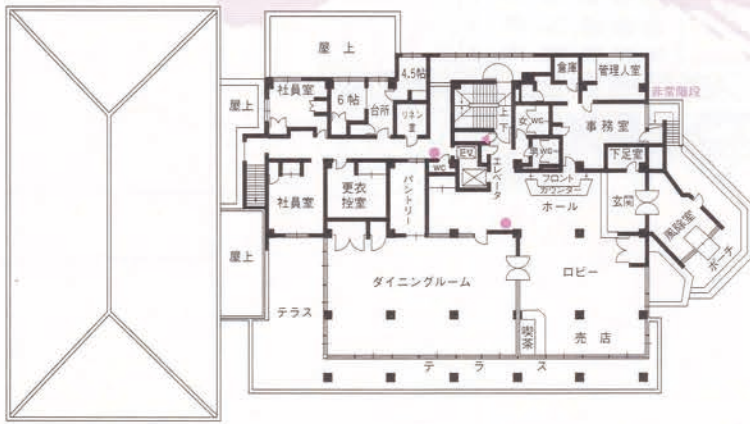 屋上
4.5帖
倉庫
管理人室
社員室
6帖
台所
リネン室
上
下
女
WC
非常階段
事務室
屋上
男
WC
EV.
エレベータ
下足室
WC
フロント
カウンター
社員室
更衣
控室
パントリー
ホール
玄関
風除室
ポーチ
屋上
テラス
ダイニングルーム
ロビー
喫茶
売店
テラス